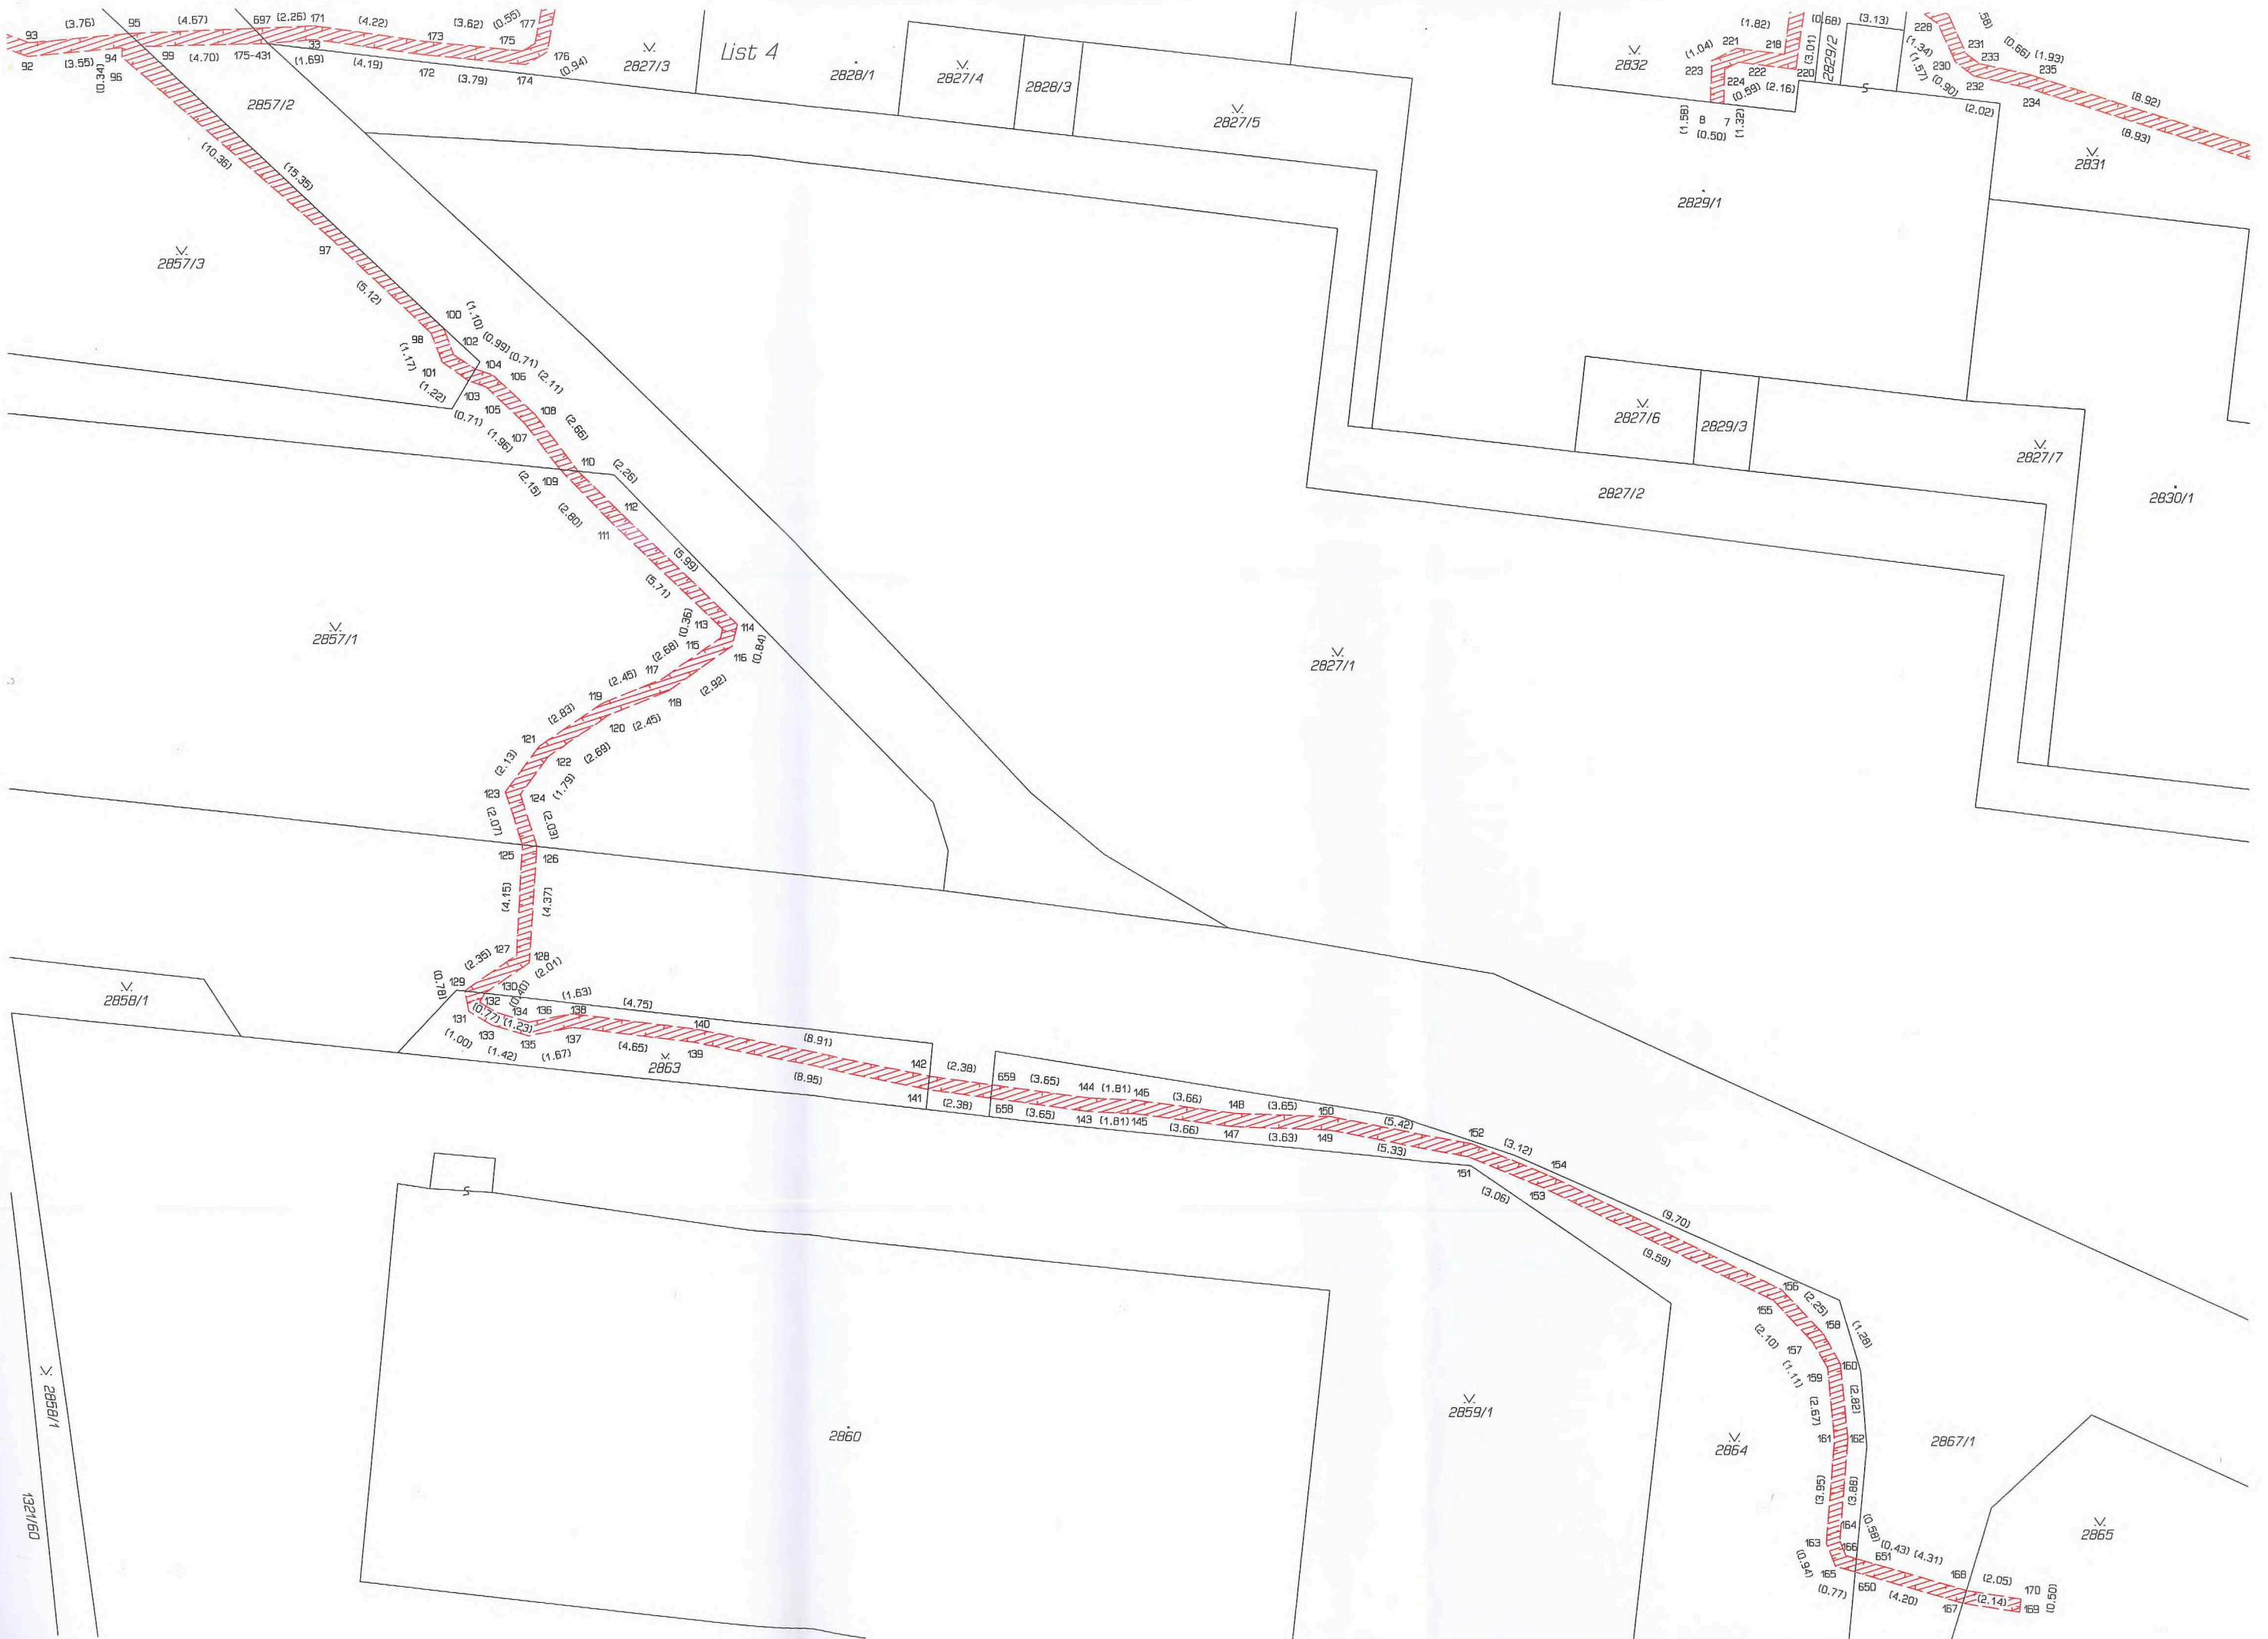 (3.76) 95 (4.67) 697 (2.26) 171 (4.22) (3.62) (0.55) 177
93 33 173 175 176
92 (3.55) 94 99 (4.70) 175-431 (1.69) (4.19) 172 (3.79) 174 (0.94)
(0.34) 96
2827/3
List 4
2828/1
2827/4
2828/3
2827/5
2832
(1.82) (0.68) (3.13) 228
(1.04) 221 218 (3.01) 2829/2
223 222 220
224 (0.59) (2.16)
(1.58) 8 7 (1.32)
(0.50)
S
(1.34) 231 (0.66) (1.93)
(1.57) 230 233 235
(0.90) 232 234 (8.92)
(2.02) (8.93)
2831
2857/2
(10.36) (15.35)
2829/1
97
2857/3
(5.12)
100 (1.10)
98 102 (0.99) (0.71)
(1.17) 101 104 106 (2.11)
(1.22) 103 105 108 (2.66)
(0.71) (1.96) 107
110 (2.26)
109
(2.15) 112
(2.80)
111
(5.99)
(5.71)
2827/6
2829/3
2827/7
2827/2
2830/1
2857/1
(0.36) 113 114
(2.68) 115 116 (0.84)
(2.45) 117 (2.92)
119 118
(2.83) 120 (2.45)
121 (2.69)
(2.13) 122
123 124 (1.79)
(2.07) (2.03)
125 126
2827/1
(4.15) (4.37)
(2.35) 127 128
(0.78) 129 130 (2.01)
132 (0.40) (1.63) (4.75)
131 (0.77) 134 136 138 140
(1.00) 133 (1.23) 135 137
(1.42) (1.67) (4.65) 139 (8.91)
2863
(8.95)
2858/1
142 (2.38) 659 (3.65) 144 (1.81) 146 (3.66) 148 (3.65) 150 (5.42) 152 (3.12) 154
141 (2.38) 658 (3.65) 143 (1.81) 145 (3.66) 147 (3.63) 149 (5.33) 151
(3.06) 153
(9.70)
(9.59)
S
156 (2.25)
155 158 (1.28)
(2.10) 157
(1.11) 159 160
(2.67) (2.82)
161 162
2858/1
2859/1
2860
2864
2867/1
1321/60
(3.95) (3.88)
163 164 (0.58)
(0.94) 166 651 (0.43) (4.31)
165 (0.77) 650 (4.20)
168 (2.05) 170
167 (2.14) 169 (0.50)
2865